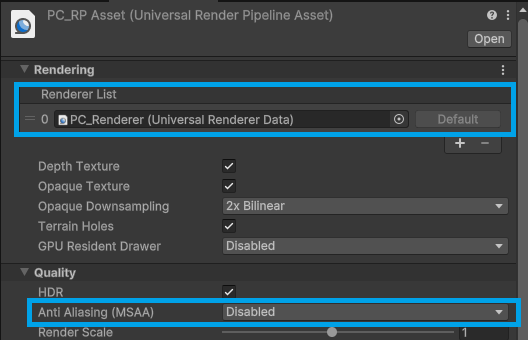 PC_RP Asset (Universal Render Pipeline Asset)
Open
Rendering
Renderer List
0 PC_Renderer (Universal Renderer Data) Default
+ −
Depth Texture
Opaque Texture
Opaque Downsampling 2x Bilinear
Terrain Holes
GPU Resident Drawer Disabled
Quality
HDR
Anti Aliasing (MSAA) Disabled
Render Scale 1